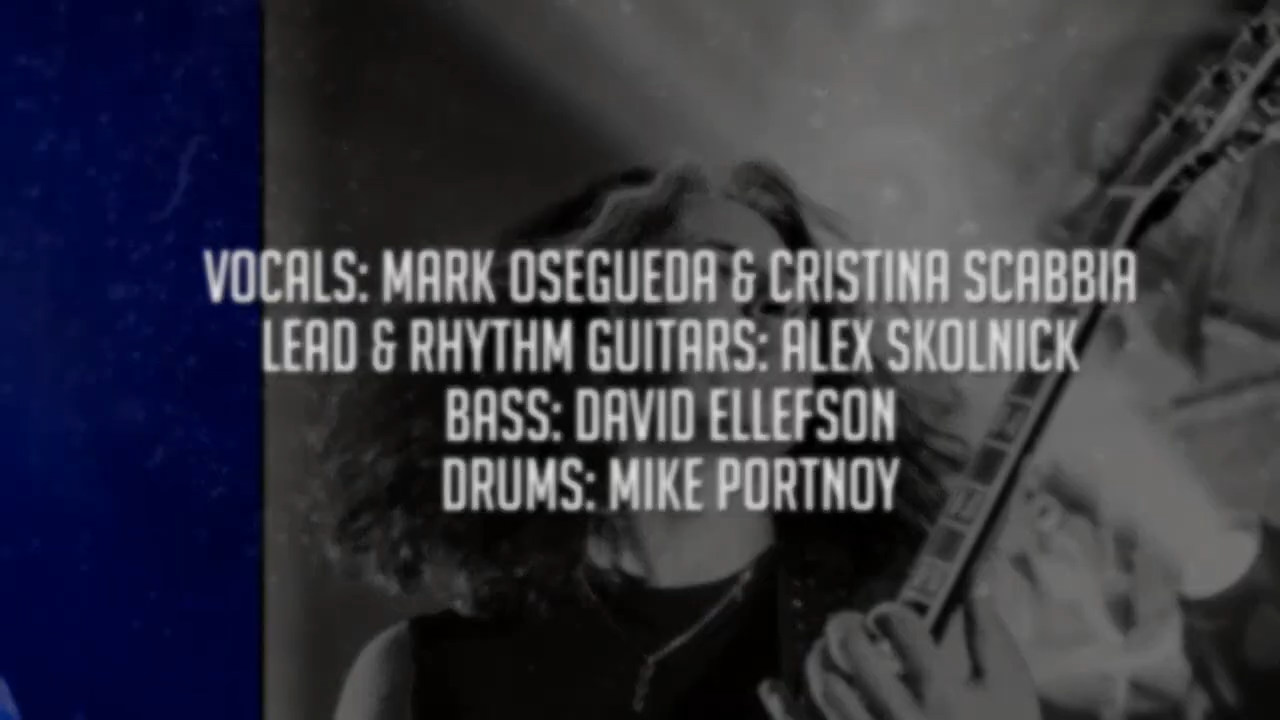 VOCALS: MARK OSEGUEDA & CRISTINA SCABBIA
LEAD & RHYTHM GUITARS: ALEX SKOLNICK
BASS: DAVID ELLEFSON
DRUMS: MIKE PORTNOY